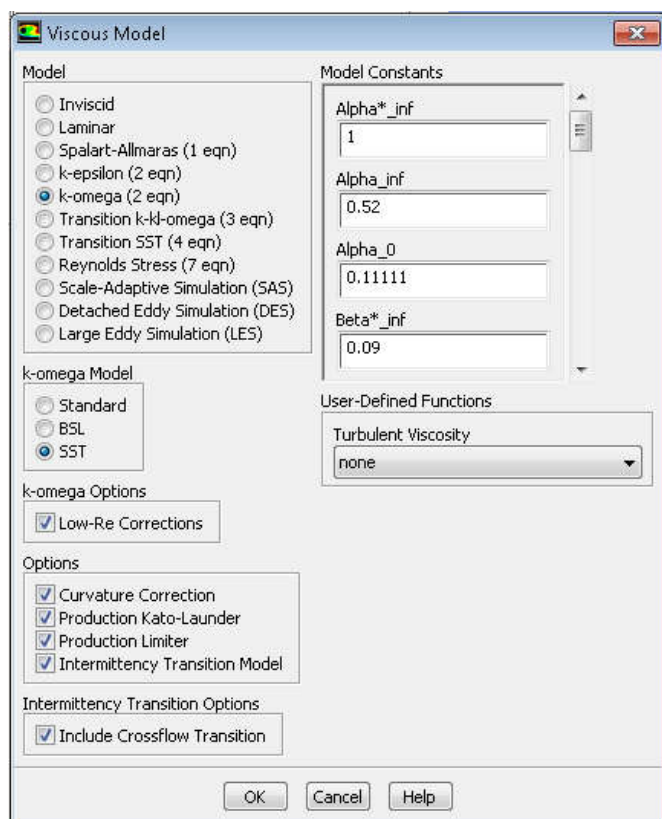 Viscous Model
Model
Inviscid
Laminar
Spalart-Allmaras (1 eqn)
k-epsilon (2 eqn)
k-omega (2 eqn)
Transition k-kl-omega (3 eqn)
Transition SST (4 eqn)
Reynolds Stress (7 eqn)
Scale-Adaptive Simulation (SAS)
Detached Eddy Simulation (DES)
Large Eddy Simulation (LES)
k-omega Model
Standard
BSL
SST
k-omega Options
Low-Re Corrections
Options
Curvature Correction
Production Kato-Launder
Production Limiter
Intermittency Transition Model
Intermittency Transition Options
Include Crossflow Transition
Model Constants
Alpha*_inf
1
Alpha_inf
0.52
Alpha_0
0.11111
Beta*_inf
0.09
User-Defined Functions
Turbulent Viscosity
none
OK
Cancel
Help